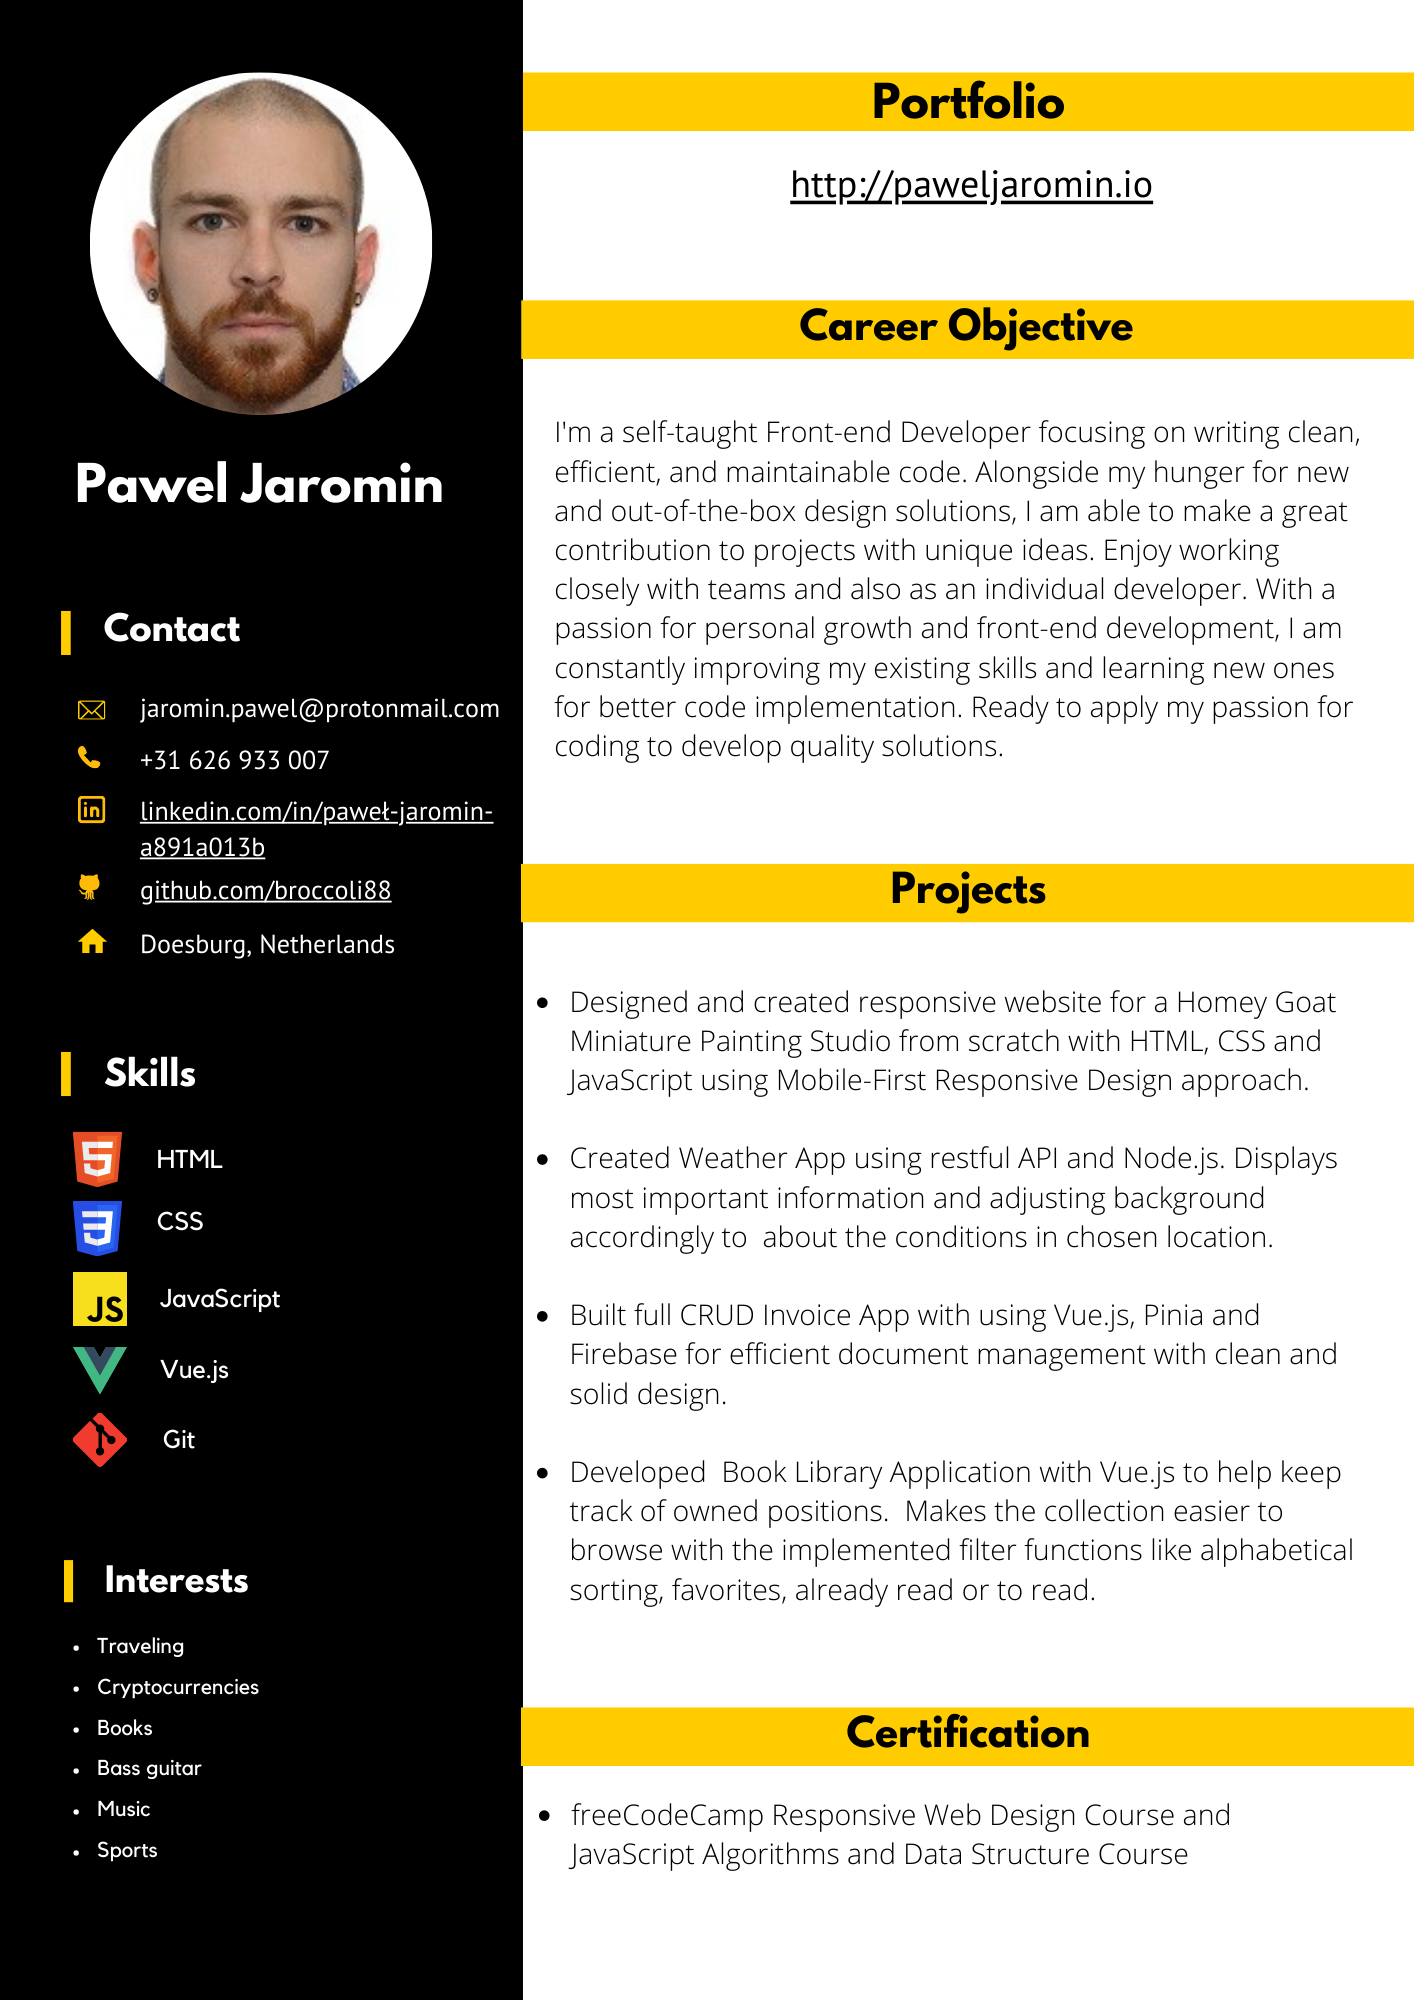 Pawel Jaromin
Contact
jaromin.pawel@protonmail.com
+31 626 933 007
linkedin.com/in/paweł-jaromin-
a891a013b
github.com/broccoli88
Doesburg, Netherlands
Skills
HTML
CSS
JS
JavaScript
Vue.js
Git
Interests
• Traveling
• Cryptocurrencies
• Books
• Bass guitar
• Music
• Sports
Portfolio
http://paweljaromin.io
Career Objective
I'm a self-taught Front-end Developer focusing on writing clean,
efficient, and maintainable code. Alongside my hunger for new
and out-of-the-box design solutions, I am able to make a great
contribution to projects with unique ideas. Enjoy working
closely with teams and also as an individual developer. With a
passion for personal growth and front-end development, I am
constantly improving my existing skills and learning new ones
for better code implementation. Ready to apply my passion for
coding to develop quality solutions.
Projects
• Designed and created responsive website for a Homey Goat
Miniature Painting Studio from scratch with HTML, CSS and
JavaScript using Mobile-First Responsive Design approach.
• Created Weather App using restful API and Node.js. Displays
most important information and adjusting background
accordingly to  about the conditions in chosen location.
• Built full CRUD Invoice App with using Vue.js, Pinia and
Firebase for efficient document management with clean and
solid design.
• Developed  Book Library Application with Vue.js to help keep
track of owned positions.  Makes the collection easier to
browse with the implemented filter functions like alphabetical
sorting, favorites, already read or to read.
Certification
• freeCodeCamp Responsive Web Design Course and
JavaScript Algorithms and Data Structure Course